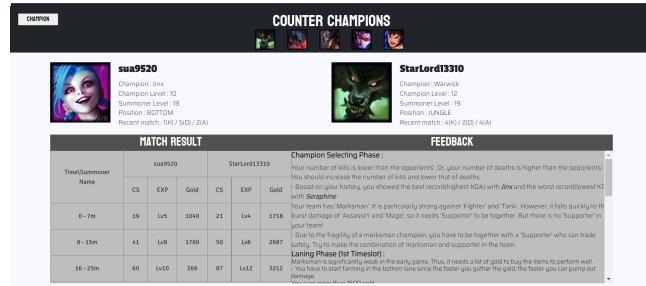 CHAMPION
COUNTER CHAMPIONS
sua9520
Champion : Jinx
Champion Level : 10
Summoner Level : 18
Position : BOTTOM
Recent match : 1(K) / 5(D) / 2(A)
StarLord13310
Champion : Warwick
Champion Level : 12
Summoner Level : 19
Position : JUNGLE
Recent match : 4(K) / 2(D) / 4(A)
MATCH RESULT
Time\Summoner Name sua9520 StarLord13310
CS EXP Gold CS EXP Gold
0 - 7m 19 Lv5 1040 21 Lv4 1718
8 - 15m 41 Lv8 1760 50 Lv8 2687
16 - 25m 60 Lv10 266 87 Lv12 3212
FEEDBACK
Champion Selecting Phase :
Your number of kills is lower than the opponents'. Or, your number of deaths is higher than the opponents'
You should increase the number of kills and lower that of deaths.
- Based on your history, you showed the best record(highest KDA) with Jinx and the worst record(lowest KD
with Seraphine
Your team has 'Marksman'. It is particularly strong against 'Fighter' and 'Tank'. However, it falls quickly to th
burst damage of 'Assassin' and 'Mage', so it needs 'Supporter' to be together. But there is no 'Supporter' in
your team!
- Due to the fragility of a marksman champion, you have to be together with a 'Supporter' who can trade
safely. Try to make the combination of marksman and supporter in the team.
Laning Phase (1st Timeslot) :
Marksman is significantly weak in the early game. Thus, it needs a lot of gold to buy the items to perform well.
- You have to start farming in the bottom lane since the faster you gather the gold, the faster you can pump out
damage.